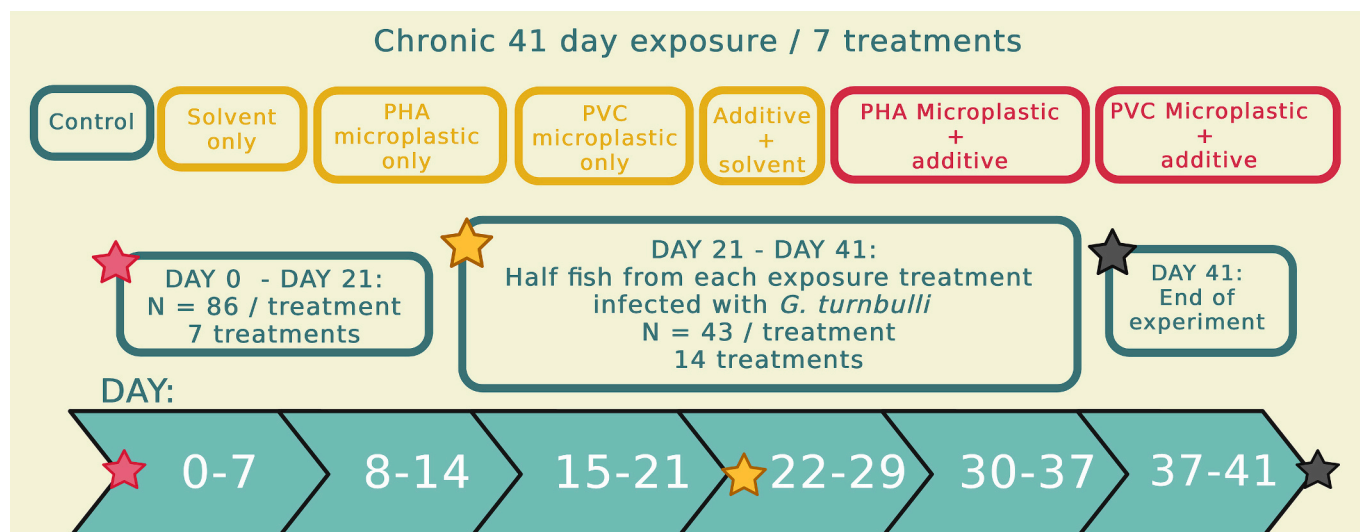 Chronic 41 day exposure / 7 treatments
Control
Solvent
only
PHA
microplastic
only
PVC
microplastic
only
Additive
+
solvent
PHA Microplastic
+
additive
PVC Microplastic
+
additive
DAY 0 - DAY 21:
N = 86 / treatment
7 treatments
DAY 21 - DAY 41:
Half fish from each exposure treatment
infected with G. turnbulli
N = 43 / treatment
14 treatments
DAY 41:
End of
experiment
DAY:
0-7
8-14
15-21
22-29
30-37
37-41